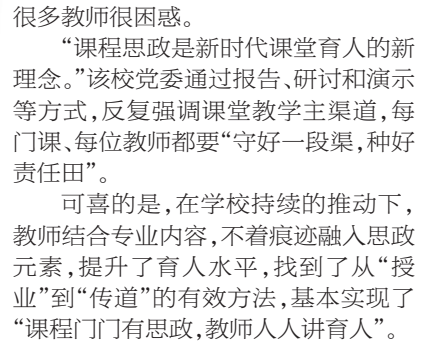 很多教师很困惑。
“课程思政是新时代课堂育人的新
理念。”该校党委通过报告、研讨和演示
等方式，反复强调课堂教学主渠道，每
门课、每位教师都要“守好一段渠，种好
责任田”。
可喜的是，在学校持续的推动下，
教师结合专业内容，不着痕迹融入思政
元素，提升了育人水平，找到了从“授
业”到“传道”的有效方法，基本实现了
“课程门门有思政，教师人人讲育人”。